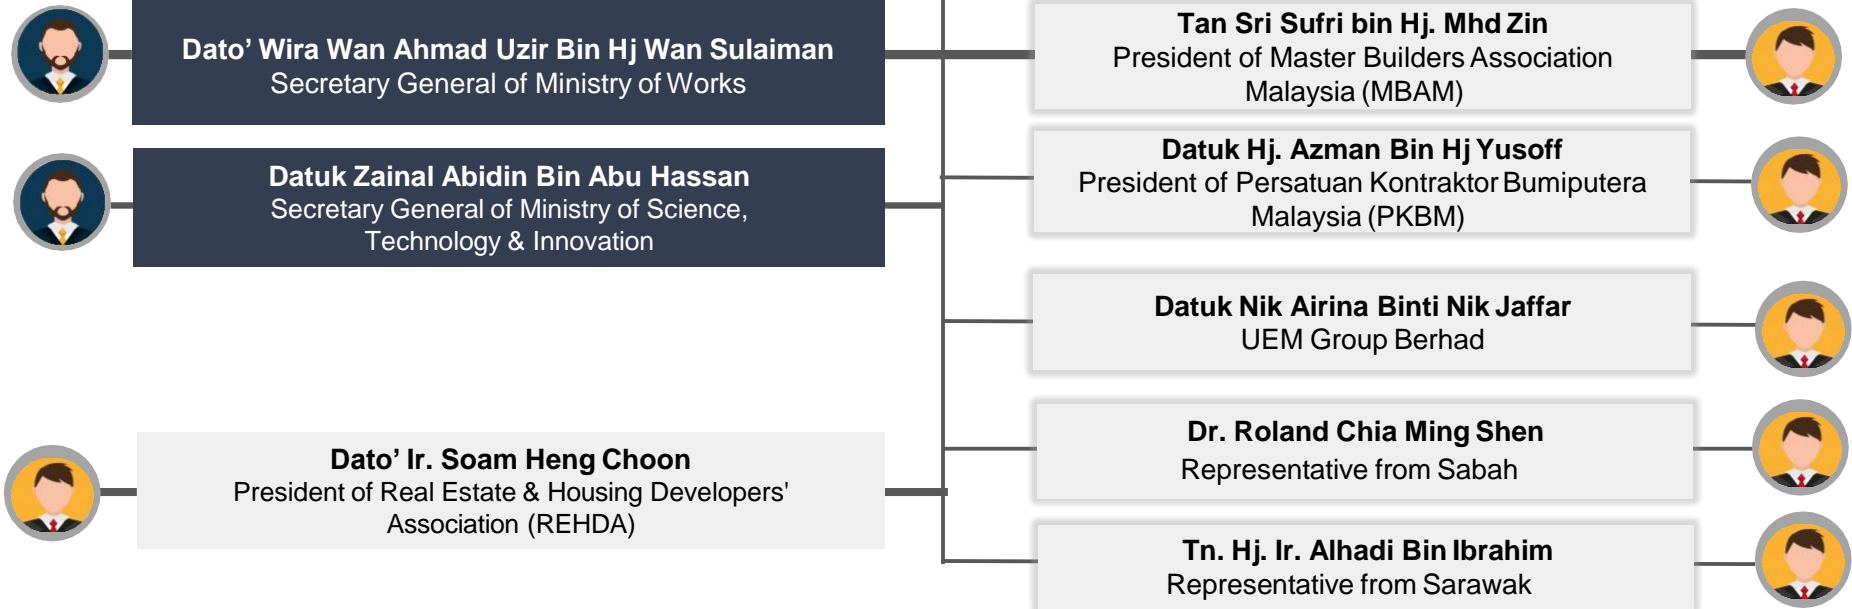 Dato’ Wira Wan Ahmad Uzir Bin Hj Wan Sulaiman
Secretary General of Ministry of Works
Datuk Zainal Abidin Bin Abu Hassan
Secretary General of Ministry of Science,
Technology & Innovation
Dato’ Ir. Soam Heng Choon
President of Real Estate & Housing Developers'
Association (REHDA)
Tan Sri Sufri bin Hj. Mhd Zin
President of Master Builders Association
Malaysia (MBAM)
Datuk Hj. Azman Bin Hj Yusoff
President of Persatuan Kontraktor Bumiputera
Malaysia (PKBM)
Datuk Nik Airina Binti Nik Jaffar
UEM Group Berhad
Dr. Roland Chia Ming Shen
Representative from Sabah
Tn. Hj. Ir. Alhadi Bin Ibrahim
Representative from Sarawak